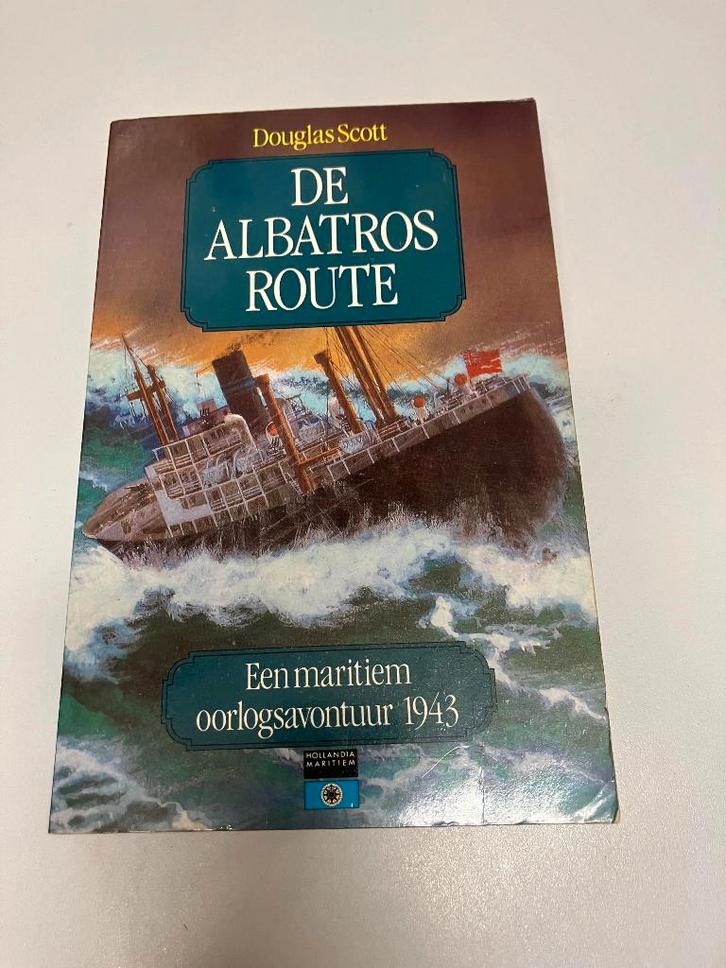 Douglas Scott
DE
ALBATROS
ROUTE
Een maritiem
oorlogsavontuur 1943
HOLLANDIA
MARITIEM